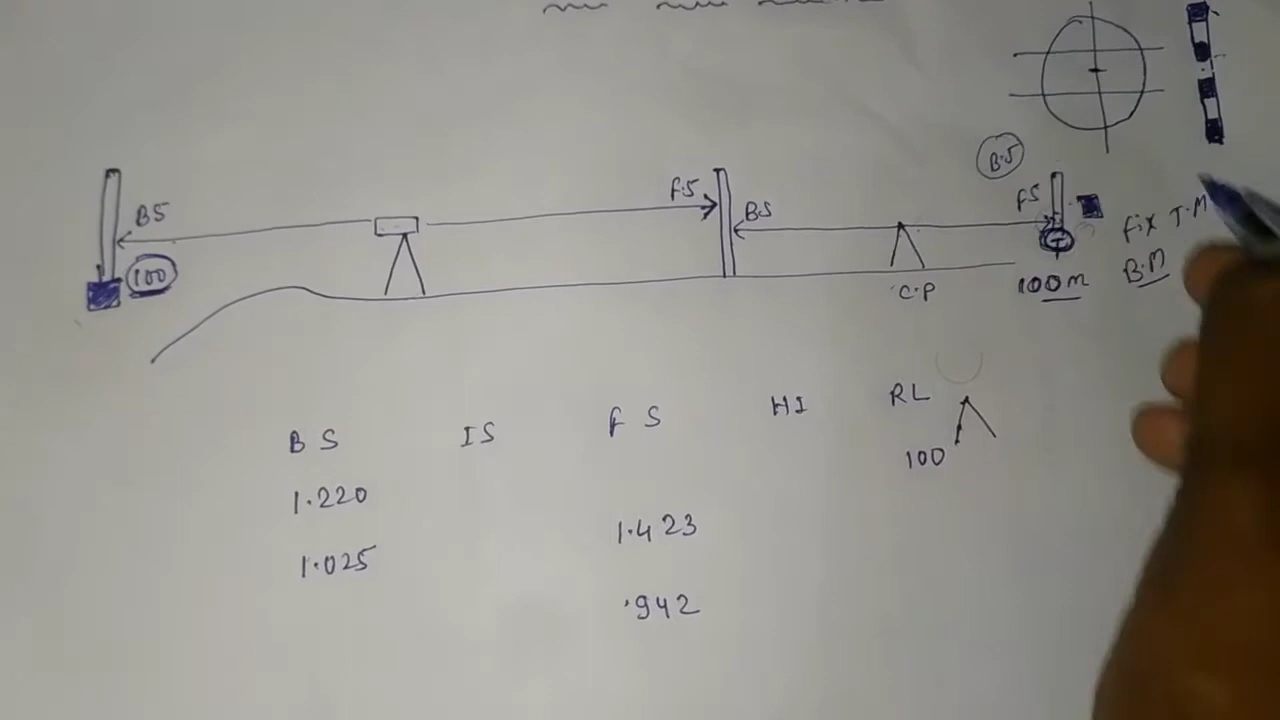 B.S
BS
F.S
BS
FS
Fix T.M
100
C.P
100m
B.M
BS IS FS HI RL
100
1.220
1.423
1.025
.942